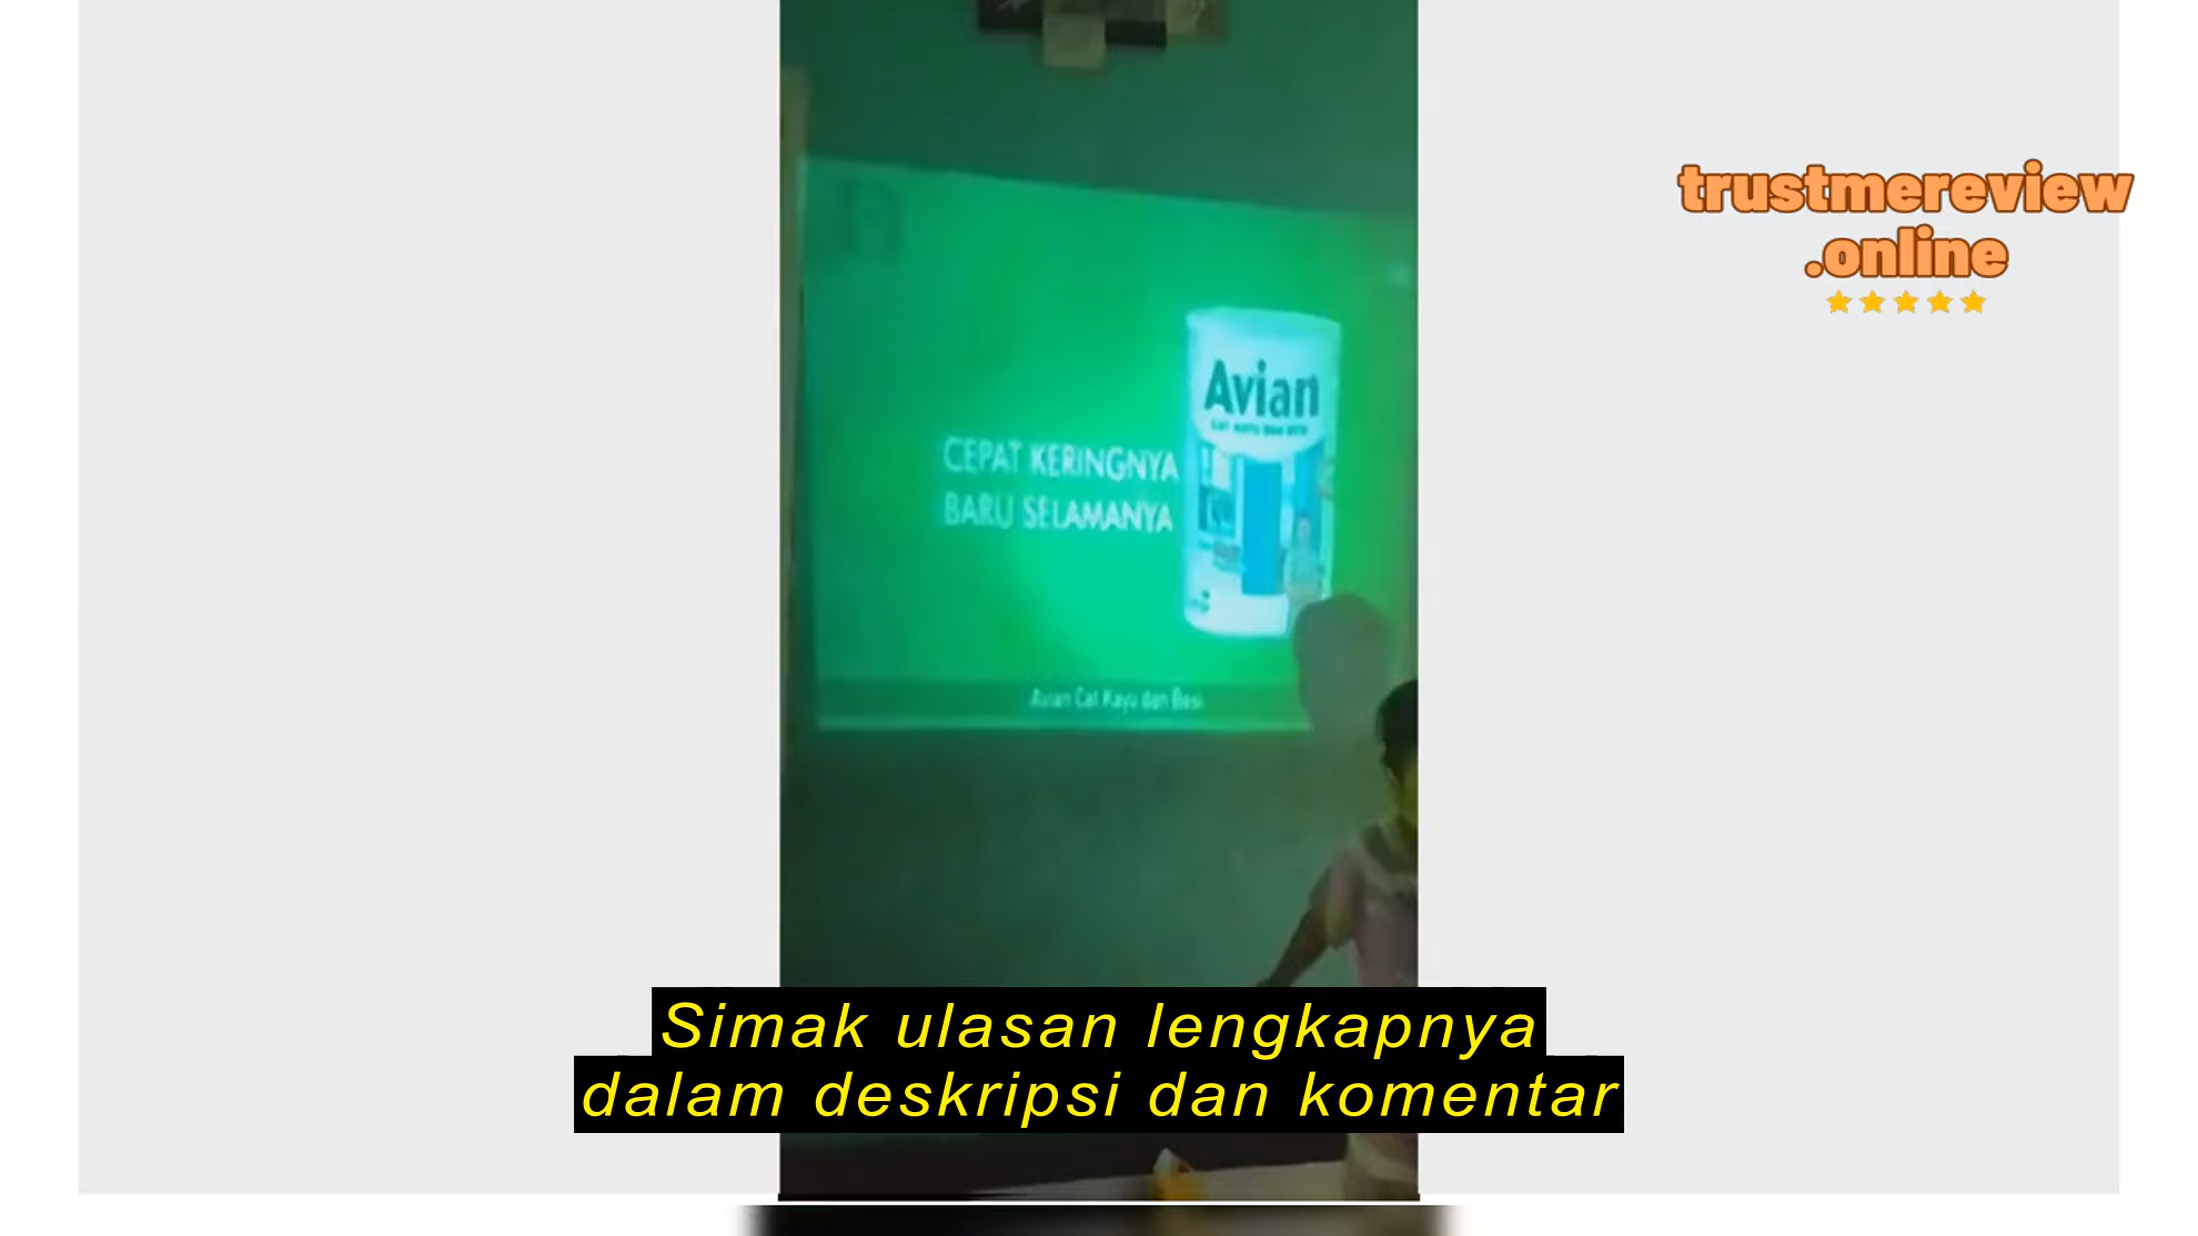 trustmereview
.online
Avian
CEPAT KERINGNYA
BARU SELAMANYA
Avian Cat Kayu dan Besi
Simak ulasan lengkapnya
dalam deskripsi dan komentar